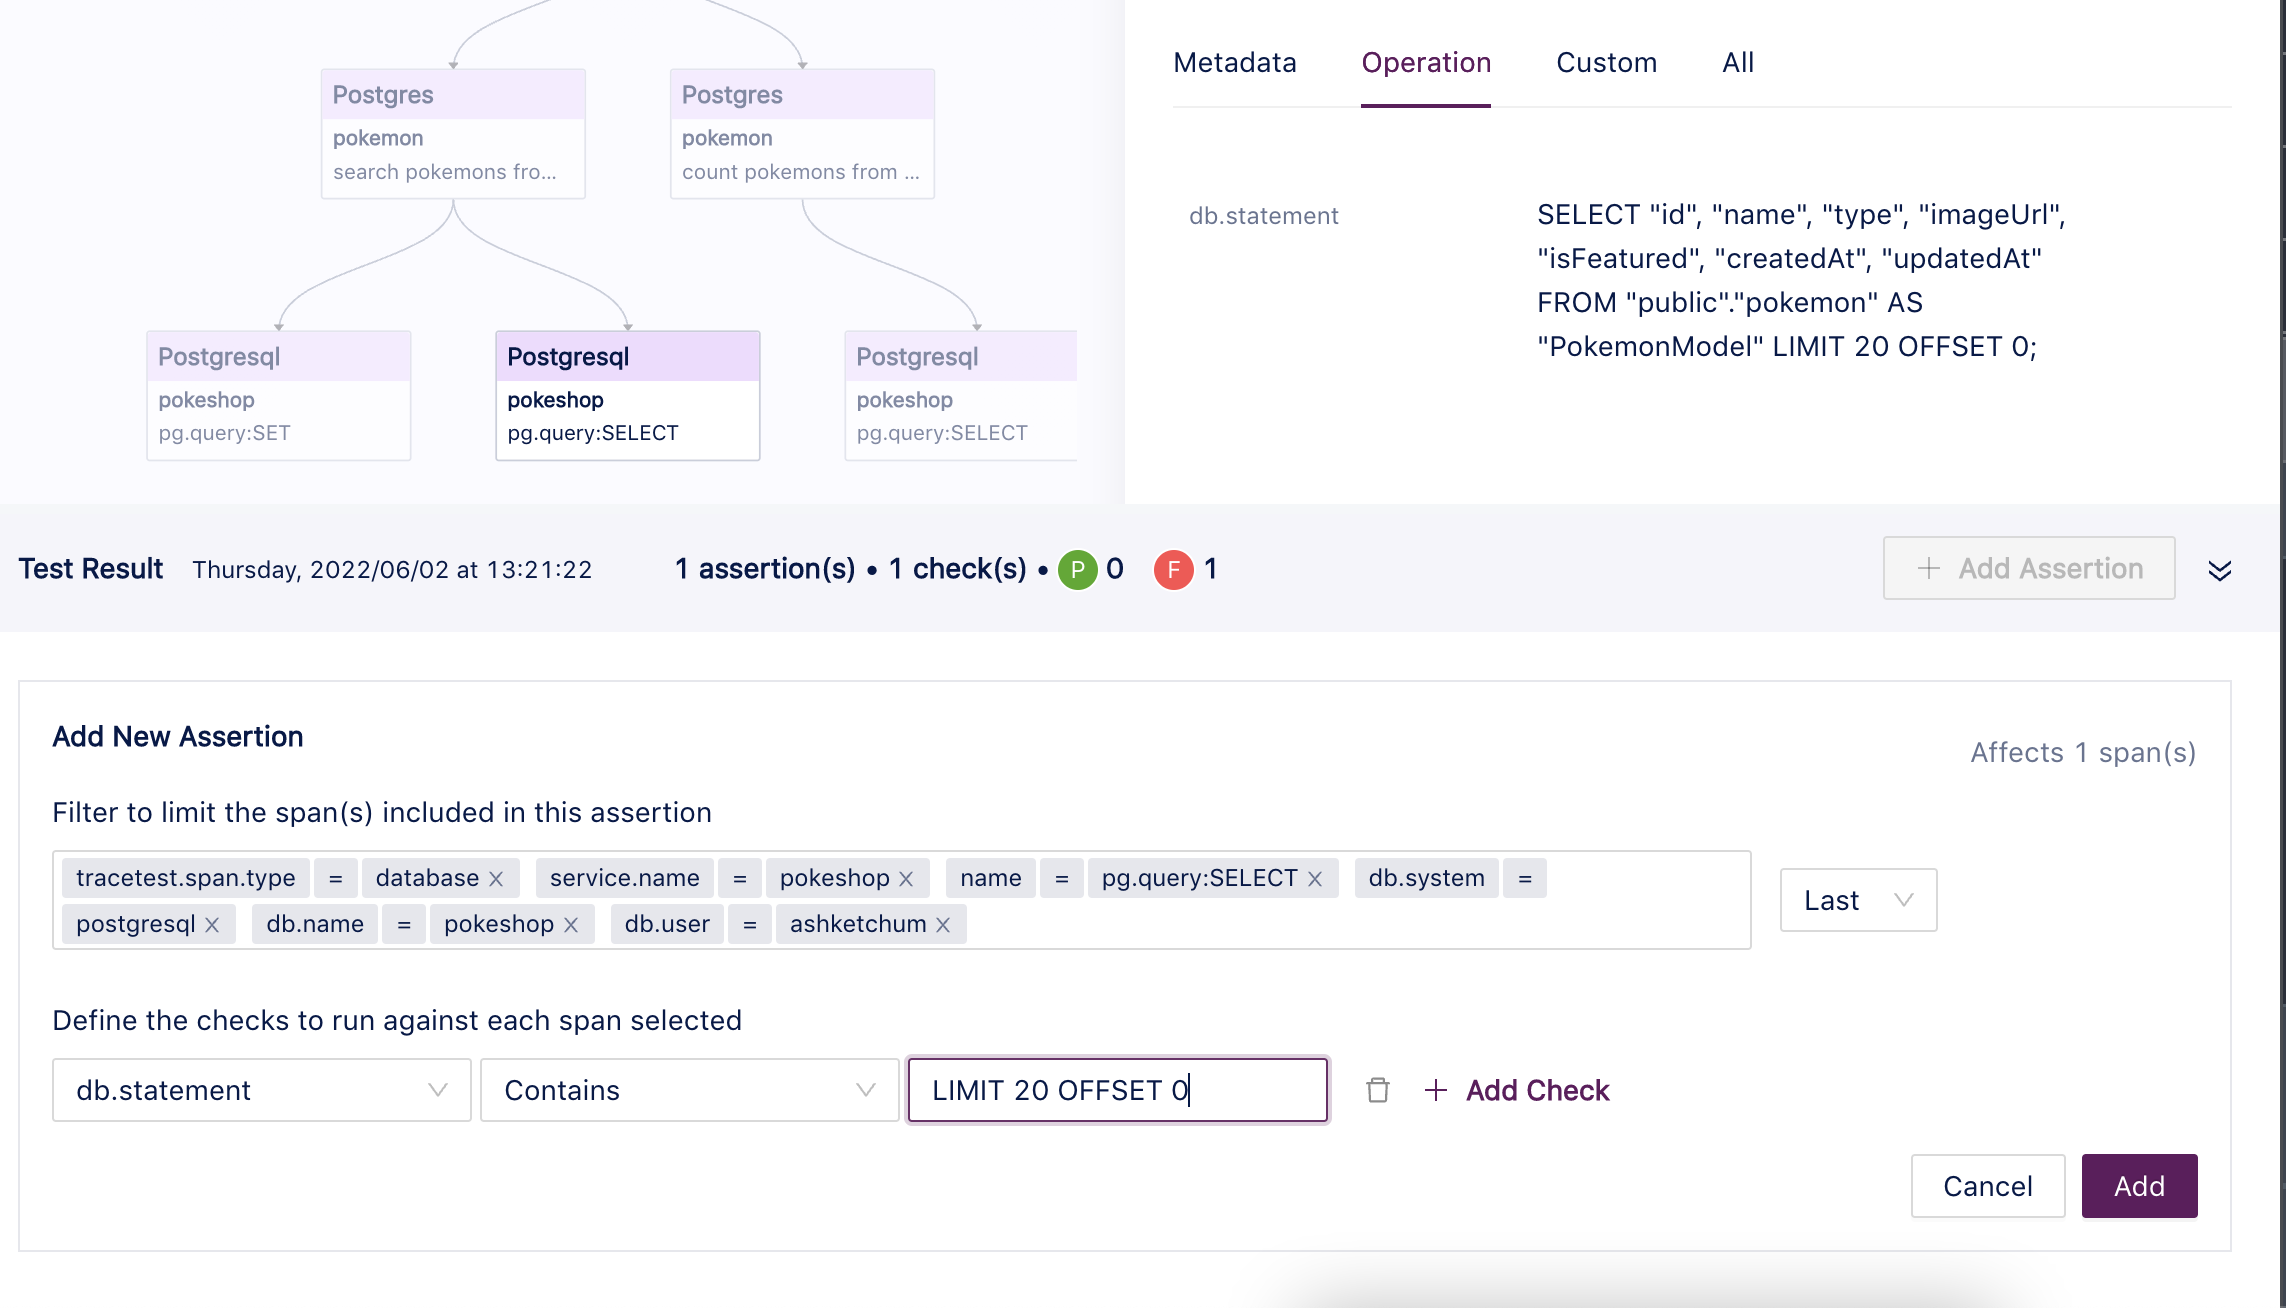 Postgres
pokemon
search pokemons fro...
Postgres
pokemon
count pokemons from ...
Postgresql
pokeshop
pg.query:SET
Postgresql
pokeshop
pg.query:SELECT
Postgresql
pokeshop
pg.query:SELECT
Metadata Operation Custom All
db.statement
SELECT "id", "name", "type", "imageUrl",
"isFeatured", "createdAt", "updatedAt"
FROM "public"."pokemon" AS
"PokemonModel" LIMIT 20 OFFSET 0;
Test Result Thursday, 2022/06/02 at 13:21:22 1 assertion(s) • 1 check(s) • P 0 F 1 + Add Assertion
Add New Assertion
Affects 1 span(s)
Filter to limit the span(s) included in this assertion
tracetest.span.type = database × service.name = pokeshop × name = pg.query:SELECT × db.system =
postgresql × db.name = pokeshop × db.user = ashketchum ×
Last
Define the checks to run against each span selected
db.statement Contains LIMIT 20 OFFSET 0 + Add Check
Cancel Add